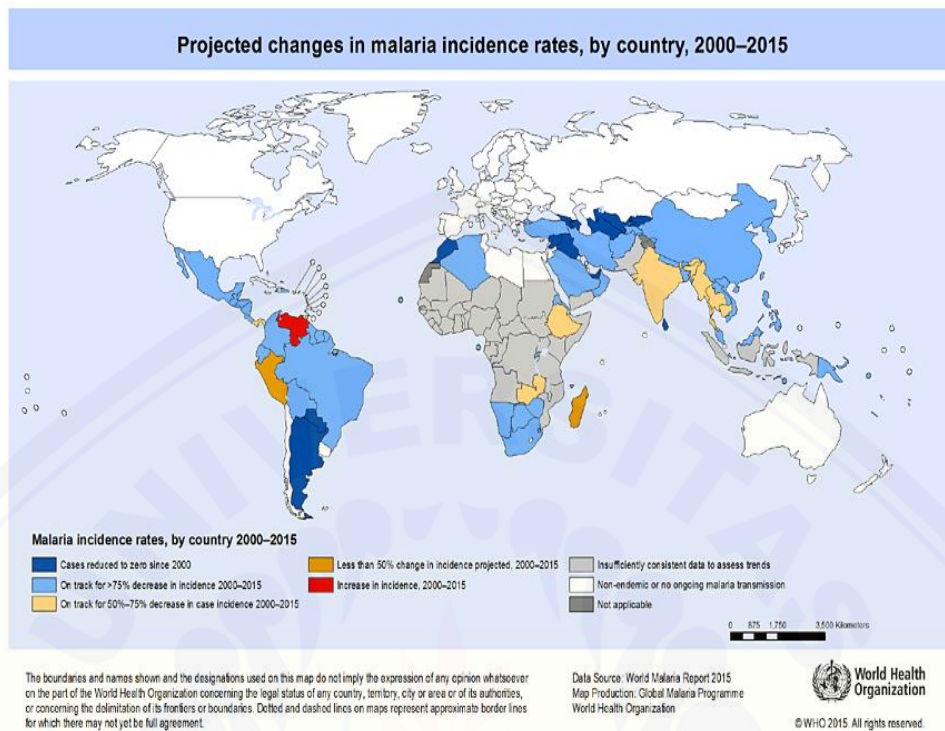 Projected changes in malaria incidence rates, by country, 2000–2015
Malaria incidence rates, by country 2000–2015
Cases reduced to zero since 2000
On track for >75% decrease in incidence 2000–2015
On track for 50%–75% decrease in case incidence 2000–2015
Less than 50% change in incidence projected, 2000–2015
Increase in incidence, 2000–2015
Insufficiently consistent data to assess trends
Non-endemic or no ongoing malaria transmission
Not applicable
0 875 1,750 3,500 Kilometers
The boundaries and names shown and the designations used on this map do not imply the expression of any opinion whatsoever
on the part of the World Health Organization concerning the legal status of any country, territory, city or area or of its authorities,
or concerning the delimitation of its frontiers or boundaries. Dotted and dashed lines on maps represent approximate border lines
for which there may not yet be full agreement.
Data Source: World Malaria Report 2015
Map Production: Global Malaria Programme
World Health Organization
World Health
Organization
© WHO 2015. All rights reserved.
UNIVERSITAS